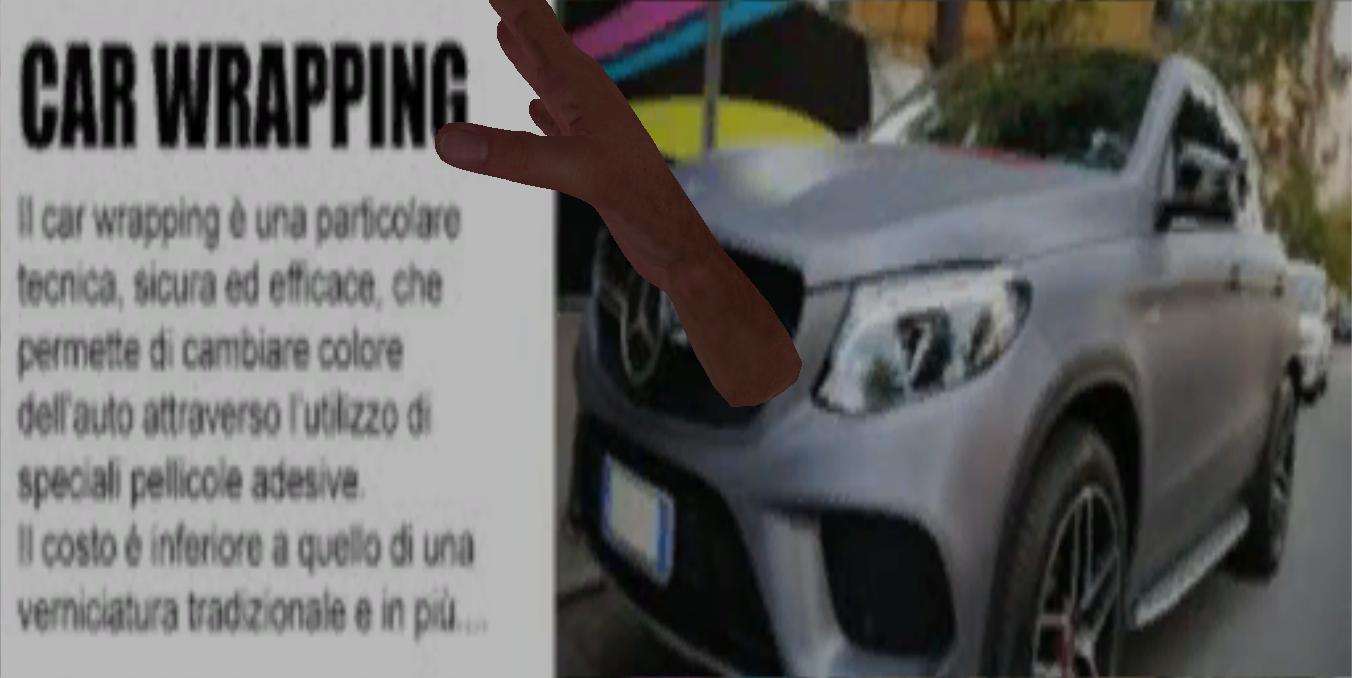 CAR WRAPPING
Il car wrapping è una particolare
tecnica, sicura ed efficace, che
permette di cambiare colore
dell'auto attraverso l'utilizzo di
speciali pellicole adesive.
Il costo è inferiore a quello di una
verniciatura tradizionale e in più....